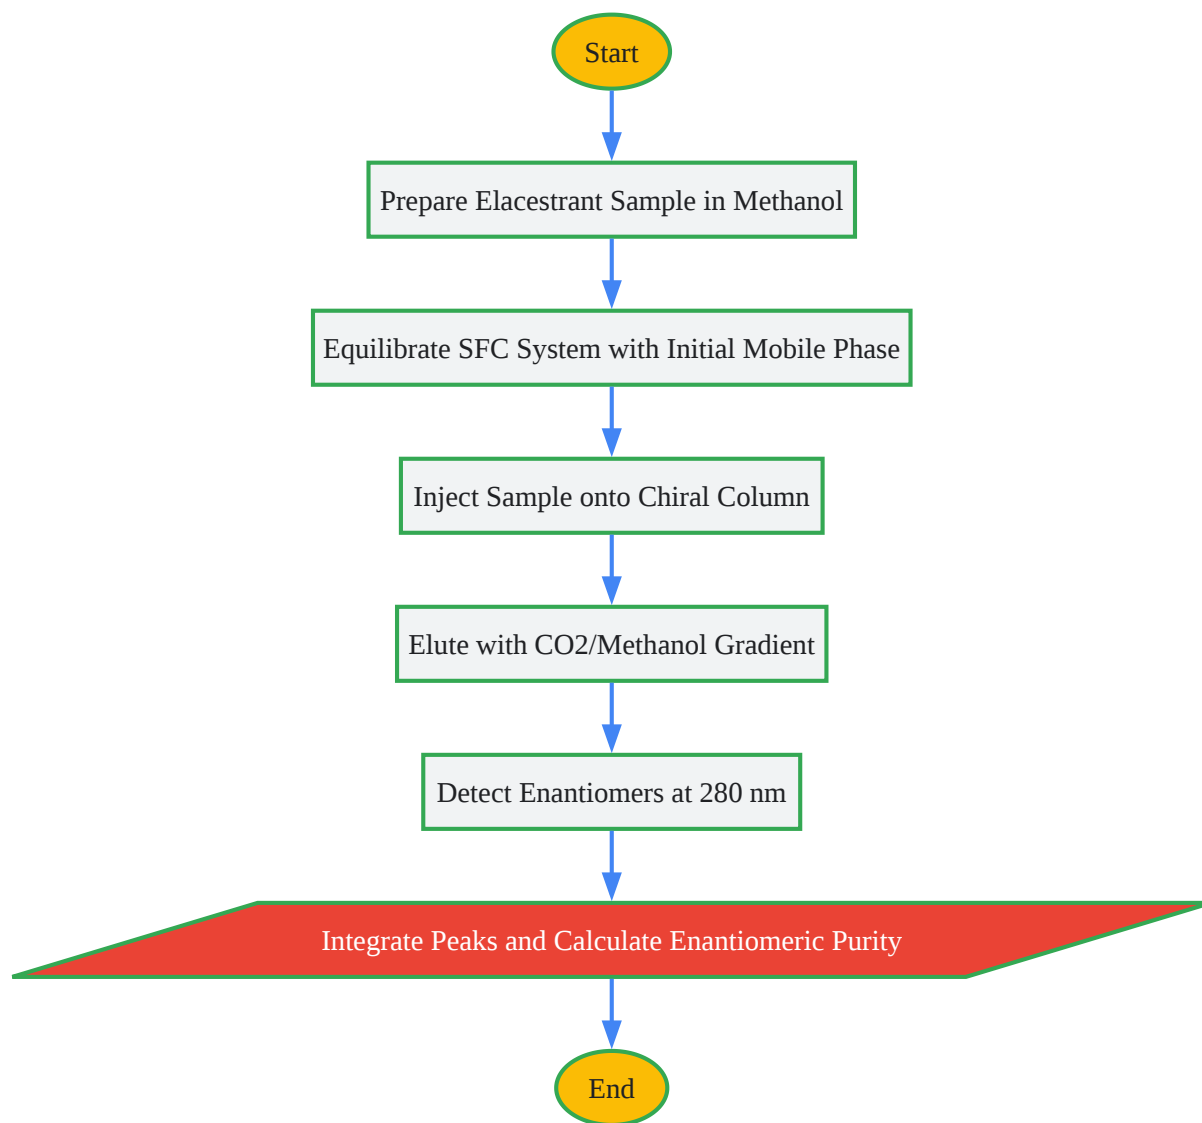 Start
Prepare Elacestrant Sample in Methanol
Equilibrate SFC System with Initial Mobile Phase
Inject Sample onto Chiral Column
Elute with CO2/Methanol Gradient
Detect Enantiomers at 280 nm
Integrate Peaks and Calculate Enantiomeric Purity
End